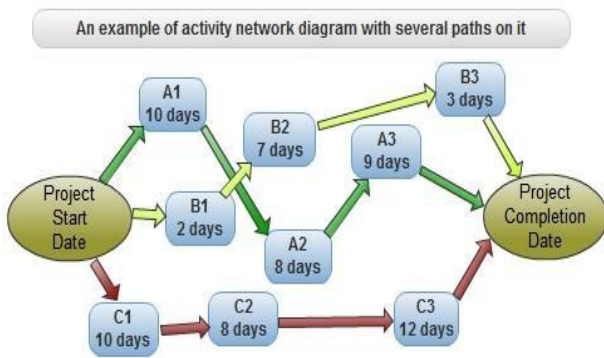 An example of activity network diagram with several paths on it
A1
10 days
B3
3 days
B2
7 days
A3
9 days
Project
Start
Date
B1
2 days
Project
Completion
Date
A2
8 days
C1
10 days
C2
8 days
C3
12 days